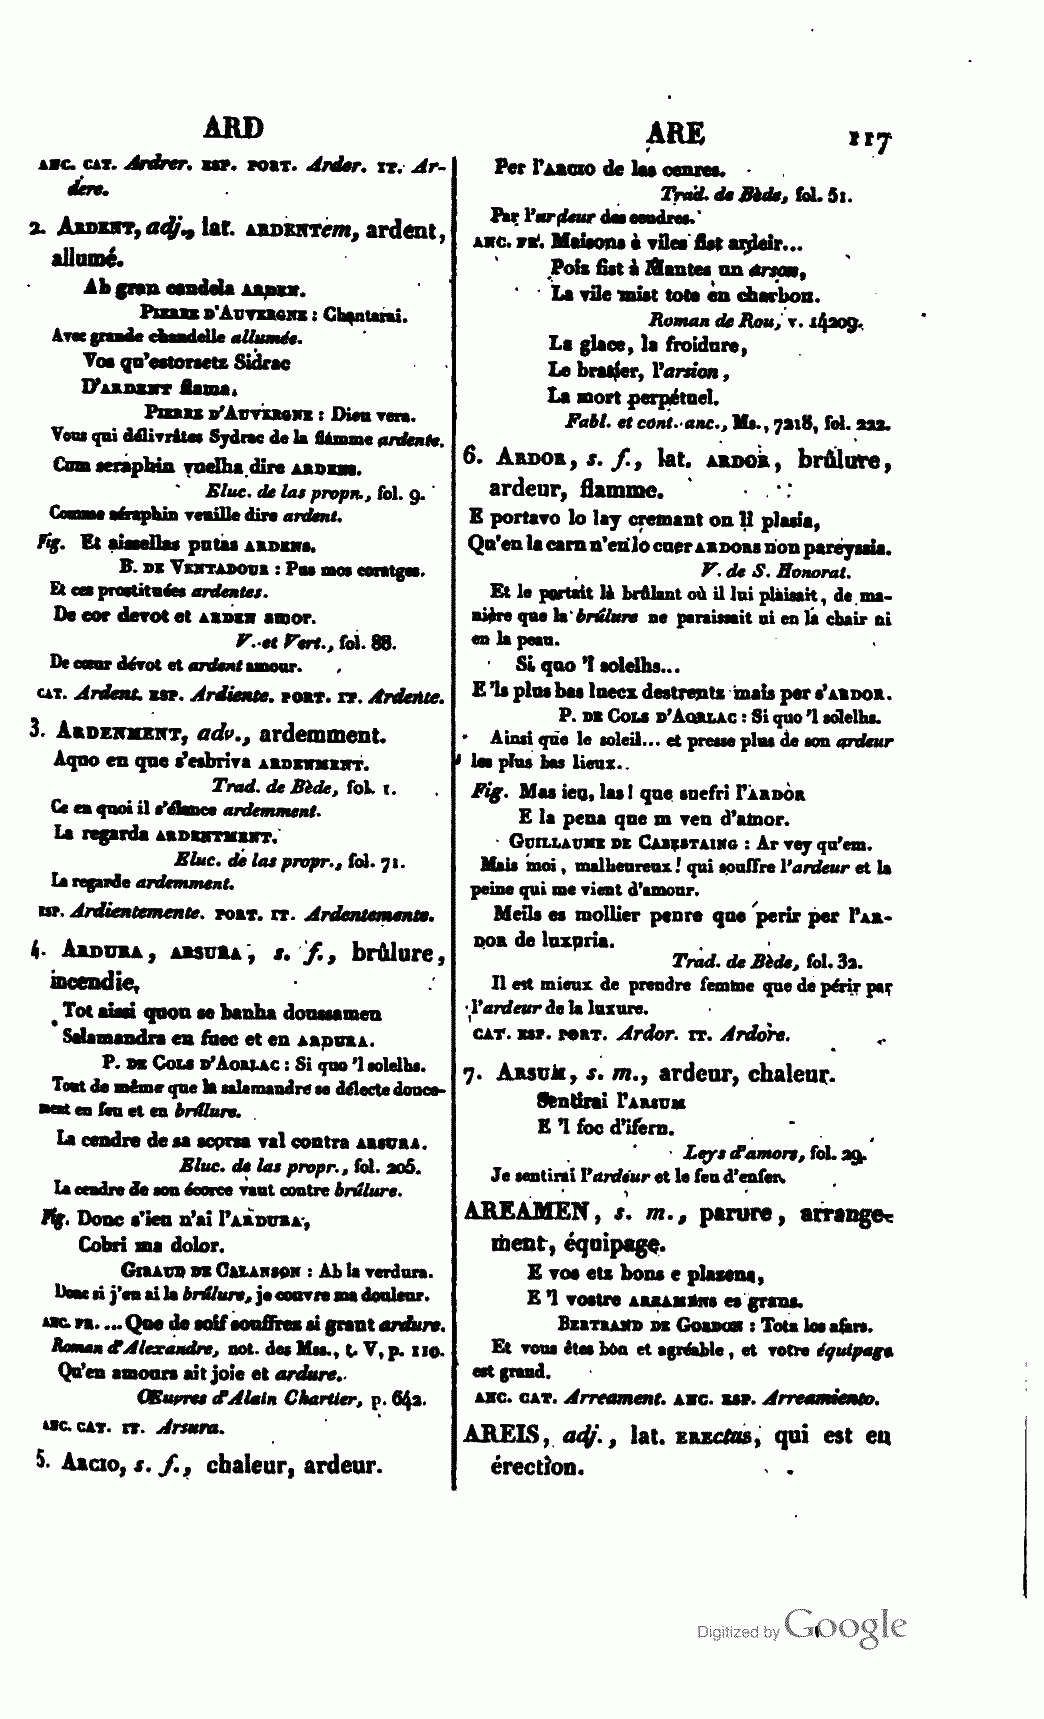 ARD
ANC. CAT. Ardrer. ESP. PORT. Arder. IT. Ar-
dere.
2. ARDENT, adj., lat. ARDENTem, ardent,
allumé.
Ab gran candela ARDEN.
PIERRE D'AUVERGNE : Chantarai.
Avec grande chandelle allumée.
Vos qu'estorsetz Sidrac
D'ARDENT flama.
PIERRE D'AUVERGNE : Dieu vera.
Vous qui délivrâtes Sydrac de la flamme ardente.
Cum seraphin vuelha dire ARDENS.
Eluc. de las propr., fol. 9.
Comme séraphin veuille dire ardent.
Fig. Et aissellas putas ARDENS.
B. DE VENTADOUR : Pus mos coratges.
Et ces prostituées ardentes.
De cor devot et ARDEN amor.
V. et Vert., fol. 88.
De cœur dévot et ardent amour.
CAT. Ardent. ESP. Ardiente. PORT. IT. Ardente.
3. ARDENMENT, adv., ardemment.
Aquo en que s'esbriva ARDENMENT.
Trad. de Bède, fol. 1.
Ce en quoi il s'élance ardemment.
La regarda ARDENTMENT.
Eluc. de las propr., fol. 71.
La regarde ardemment.
ESP. Ardientemente. PORT. IT. Ardentemente.
4. ARDURA, ARSURA, s. f., brûlure,
incendie,
Tot aissi quon se banha doussamen
Salamandra en fuec et en ARDURA.
P. DE COLS D'AORLAC : Si quo 'l solelhs.
Tout de même que la salamandre se délecte douce-
ment en feu et en brûlure.
La cendre de sa scorsa val contra ARSURA.
Eluc. de las propr., fol. 205.
La cendre de son écorce vaut contre brûlure.
Fig. Donc s'ieu n'ai l'ARDURA,
Cobri ma dolor.
GIRAUD DE CALANSON : Ab la verdura.
Donc si j'en ai la brûlure, je couvre ma douleur.
ANC. FR. ... Que de soif souffres si grant ardure.
Roman d'Alexandre, not. des Mss., t. V, p. 110.
Qu'en amours ait joie et ardure.
Œuvres d'Alain Chartier, p. 642.
ANC. CAT. IT. Arsura.
5. ARCIO, s. f., chaleur, ardeur.
ARE 117
Per l'ARCIO de las cenres.
Trad. de Bède, fol. 51.
Par l'ardeur des cendres.
ANC. FR. Maisons è viles fist ardeir...
Pois fist à Mantes un arson,
La vile mist tote en charbon.
Roman de Rou, v. 14209.
La glace, la froidure,
Le brasier, l'arsion,
La mort perpétuel.
Fabl. et cont. anc., Ms., 7218, fol. 222.
6. ARDOR, s. f., lat. ARDOR, brûlure,
ardeur, flamme.
E portavo lo lay cremant on li plasia,
Qu'en la carn n'en lo cuer ARDORS non pareyssia.
V. de S. Honorat.
Et le portait là brûlant où il lui plaisait, de ma-
nière que la brûlure ne paraissait ni en la chair ni
en la peau.
Si quo 'l solelhs...
E 'ls plus bas luecx destrents mais per s'ARDOR.
P. DE COLS D'AORLAC : Si quo 'l solelhs.
Ainsi que le soleil... et presse plus de son ardeur
les plus bas lieux.
Fig. Mas ieu, las! que suefri l'ARDOR
E la pena que m ven d'amor.
GUILLAUME DE CABESTAING : Ar vey qu'em.
Mais moi, malheureux! qui souffre l'ardeur et la
peine qui me vient d'amour.
Meils es mollier penre que perir per l'AR-
DOR de luxuria.
Trad. de Bède, fol. 32.
Il est mieux de prendre femme que de périr par
l'ardeur de la luxure.
CAT. ESP. PORT. Ardor. IT. Ardore.
7. ARSUM, s. m., ardeur, chaleur.
Sentirai l'ARSUM
E 'l foc d'ifern.
Leys d'amors, fol. 29.
Je sentirai l'ardeur et le feu d'enfer.
AREAMEN, s. m., parure, arrange-
ment, équipage.
E vos etz bons e plazens,
E 'l vostre ARREAMENS es grans.
BERTRAND DE GORDON : Totz los afars.
Et vous êtes bon et agréable, et votre équipage
est grand.
ANC. CAT. Arreament. ANC. ESP. Arreamiento.
AREIS, adj., lat. ERECtus, qui est en
érection.
Digitized by Google